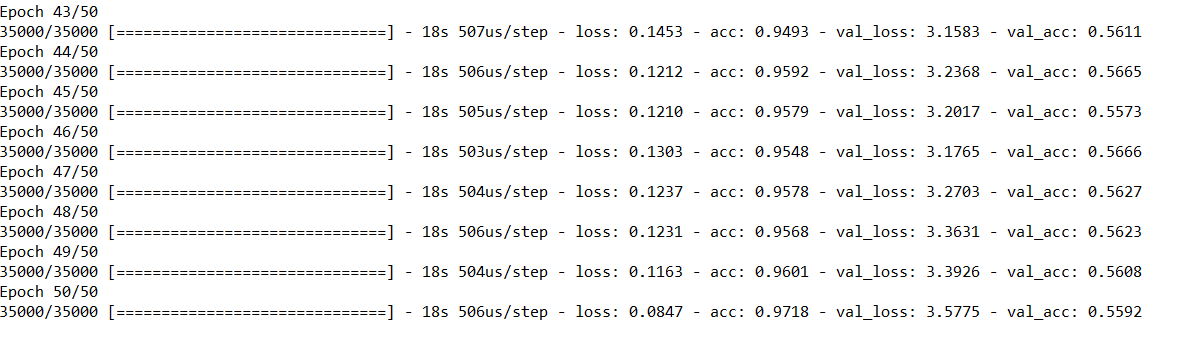 Epoch 43/50
35000/35000 [==============================] - 18s 507us/step - loss: 0.1453 - acc: 0.9493 - val_loss: 3.1583 - val_acc: 0.5611
Epoch 44/50
35000/35000 [==============================] - 18s 506us/step - loss: 0.1212 - acc: 0.9592 - val_loss: 3.2368 - val_acc: 0.5665
Epoch 45/50
35000/35000 [==============================] - 18s 505us/step - loss: 0.1210 - acc: 0.9579 - val_loss: 3.2017 - val_acc: 0.5573
Epoch 46/50
35000/35000 [==============================] - 18s 503us/step - loss: 0.1303 - acc: 0.9548 - val_loss: 3.1765 - val_acc: 0.5666
Epoch 47/50
35000/35000 [==============================] - 18s 504us/step - loss: 0.1237 - acc: 0.9578 - val_loss: 3.2703 - val_acc: 0.5627
Epoch 48/50
35000/35000 [==============================] - 18s 506us/step - loss: 0.1231 - acc: 0.9568 - val_loss: 3.3631 - val_acc: 0.5623
Epoch 49/50
35000/35000 [==============================] - 18s 504us/step - loss: 0.1163 - acc: 0.9601 - val_loss: 3.3926 - val_acc: 0.5608
Epoch 50/50
35000/35000 [==============================] - 18s 506us/step - loss: 0.0847 - acc: 0.9718 - val_loss: 3.5775 - val_acc: 0.5592